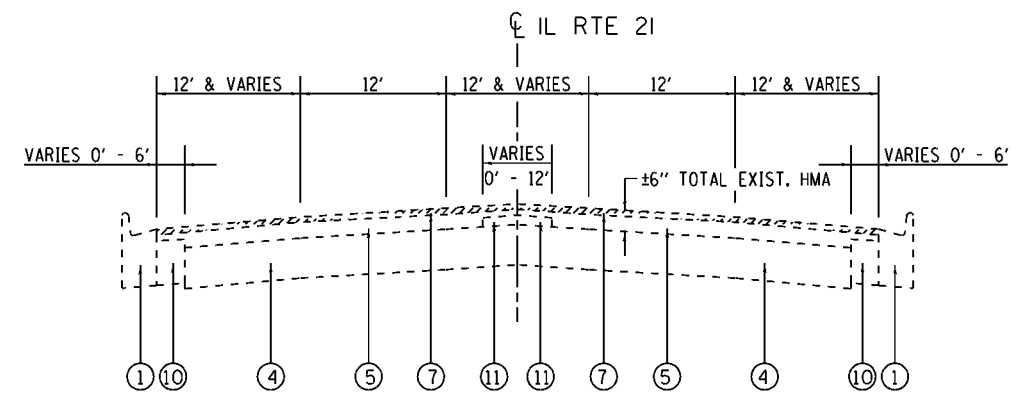 ℄ IL RTE 21
12' & VARIES 12' 12' & VARIES 12' 12' & VARIES
VARIES 0' - 6' VARIES 0' - 12' VARIES 0' - 6'
±6" TOTAL EXIST. HMA
1 10 4 5 7 11 11 7 5 4 10 1